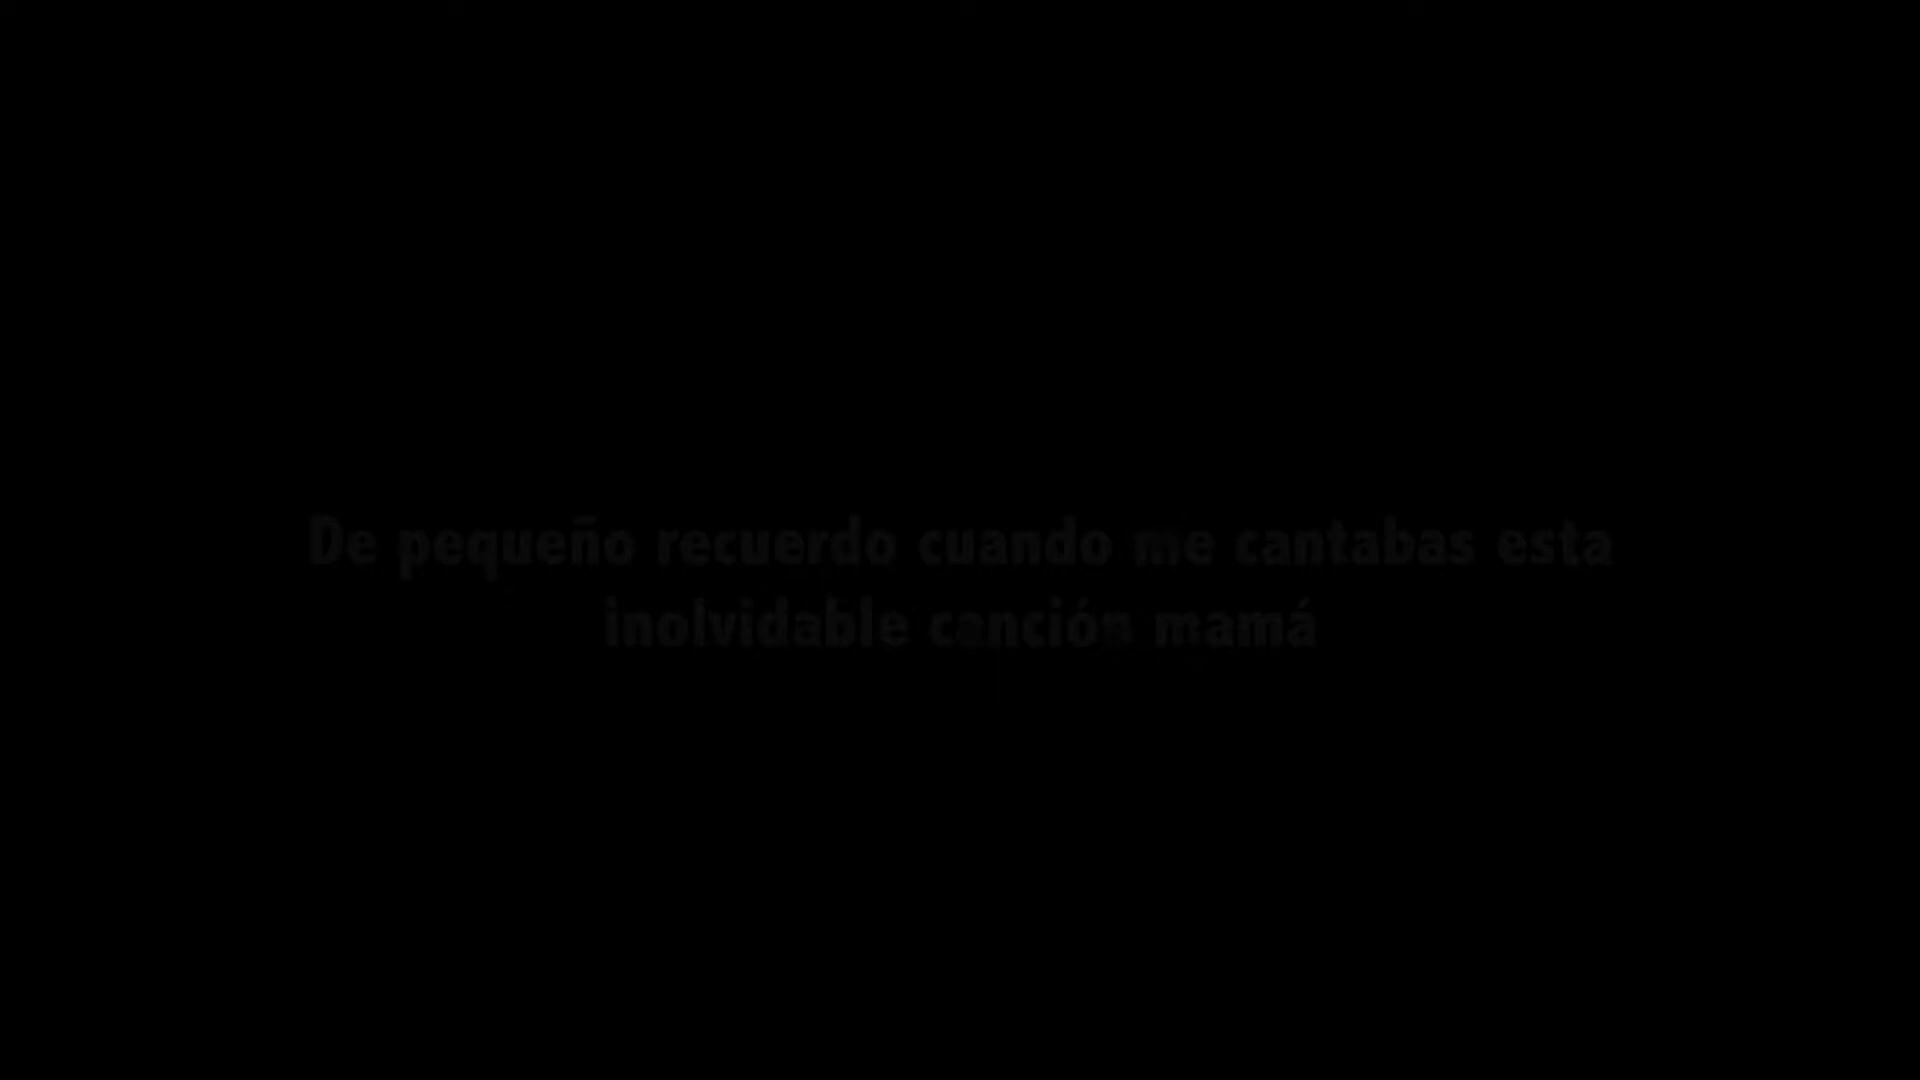 De pequeño recuerdo cuando me cantabas esta
inolvidable canción mamá